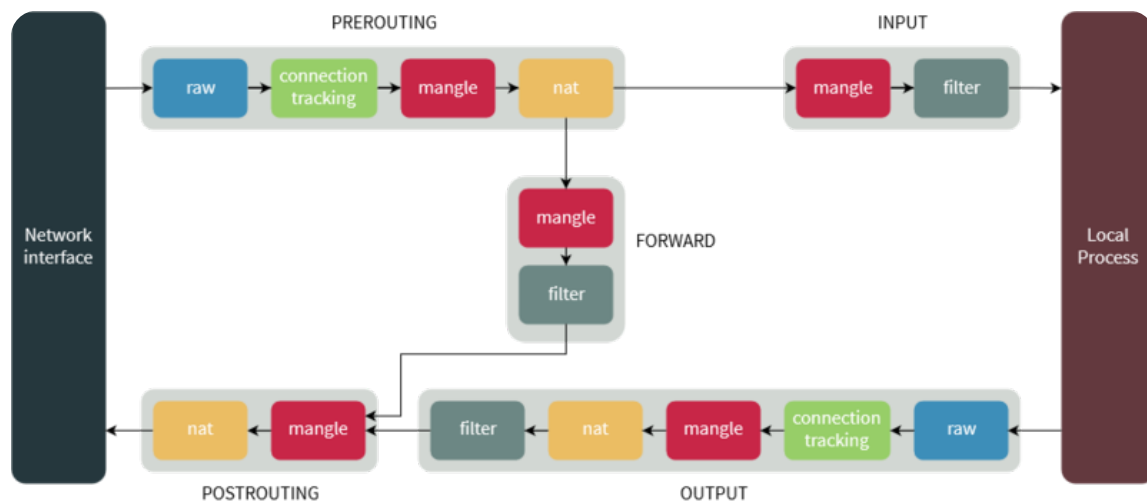 PREROUTING
INPUT
raw
connection
tracking
mangle
nat
mangle
filter
Network
interface
mangle
FORWARD
filter
Local
Process
nat
mangle
filter
nat
mangle
connection
tracking
raw
POSTROUTING
OUTPUT